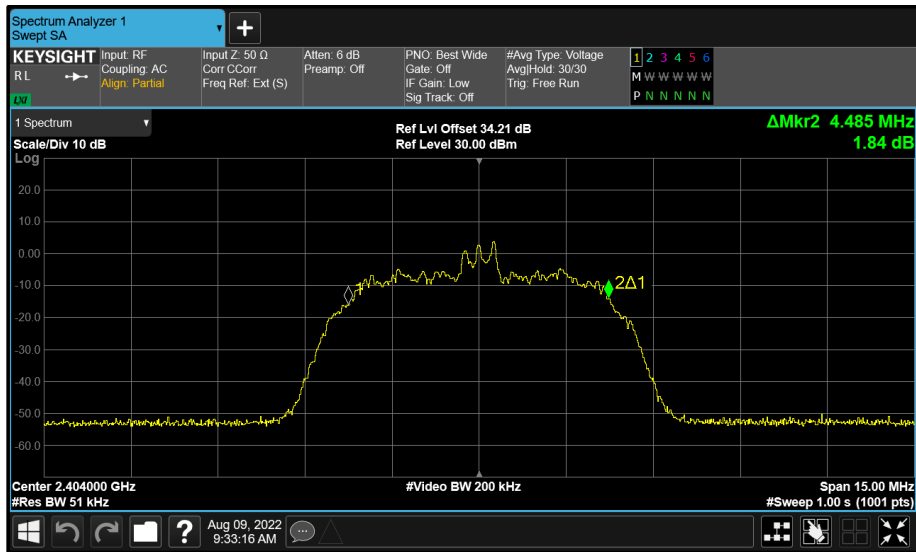 Spectrum Analyzer 1
Swept SA
+
KEYSIGHT
RL
LXI
Input: RF
Coupling: AC
Align: Partial
Input Z: 50 Ω
Corr CCorr
Freq Ref: Ext (S)
Atten: 6 dB
Preamp: Off
PNO: Best Wide
Gate: Off
IF Gain: Low
Sig Track: Off
#Avg Type: Voltage
Avg|Hold: 30/30
Trig: Free Run
1 2 3 4 5 6
M W W W W W
P N N N N N
1 Spectrum
Scale/Div 10 dB
Ref Lvl Offset 34.21 dB
Ref Level 30.00 dBm
ΔMkr2 4.485 MHz
1.84 dB
Log
20.0
10.0
0.00
-10.0
-20.0
-30.0
-40.0
-50.0
-60.0
1
2Δ1
Center 2.404000 GHz
#Res BW 51 kHz
#Video BW 200 kHz
Span 15.00 MHz
#Sweep 1.00 s (1001 pts)
?
Aug 09, 2022
9:33:16 AM